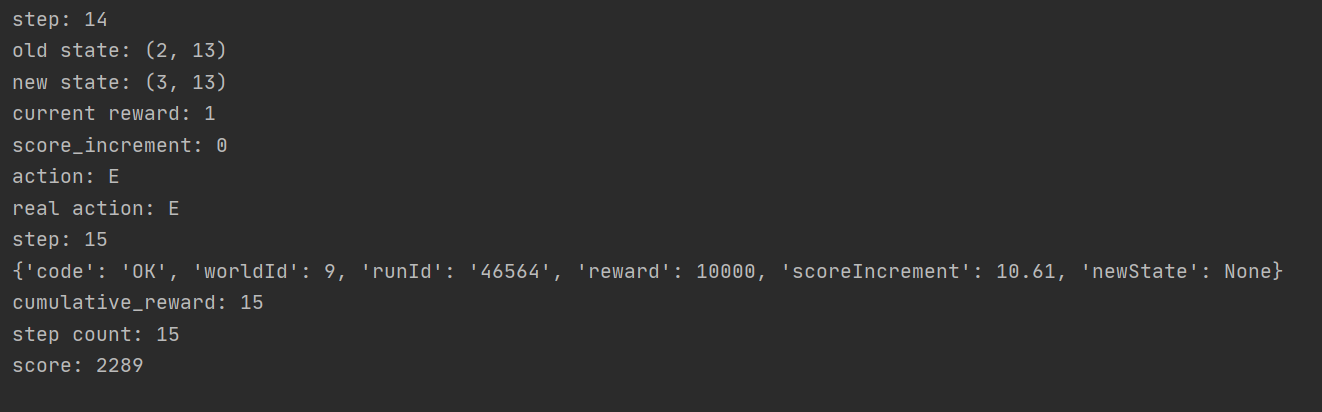 step: 14
old state: (2, 13)
new state: (3, 13)
current reward: 1
score_increment: 0
action: E
real action: E
step: 15
{'code': 'OK', 'worldId': 9, 'runId': '46564', 'reward': 10000, 'scoreIncrement': 10.61, 'newState': None}
cumulative_reward: 15
step count: 15
score: 2289